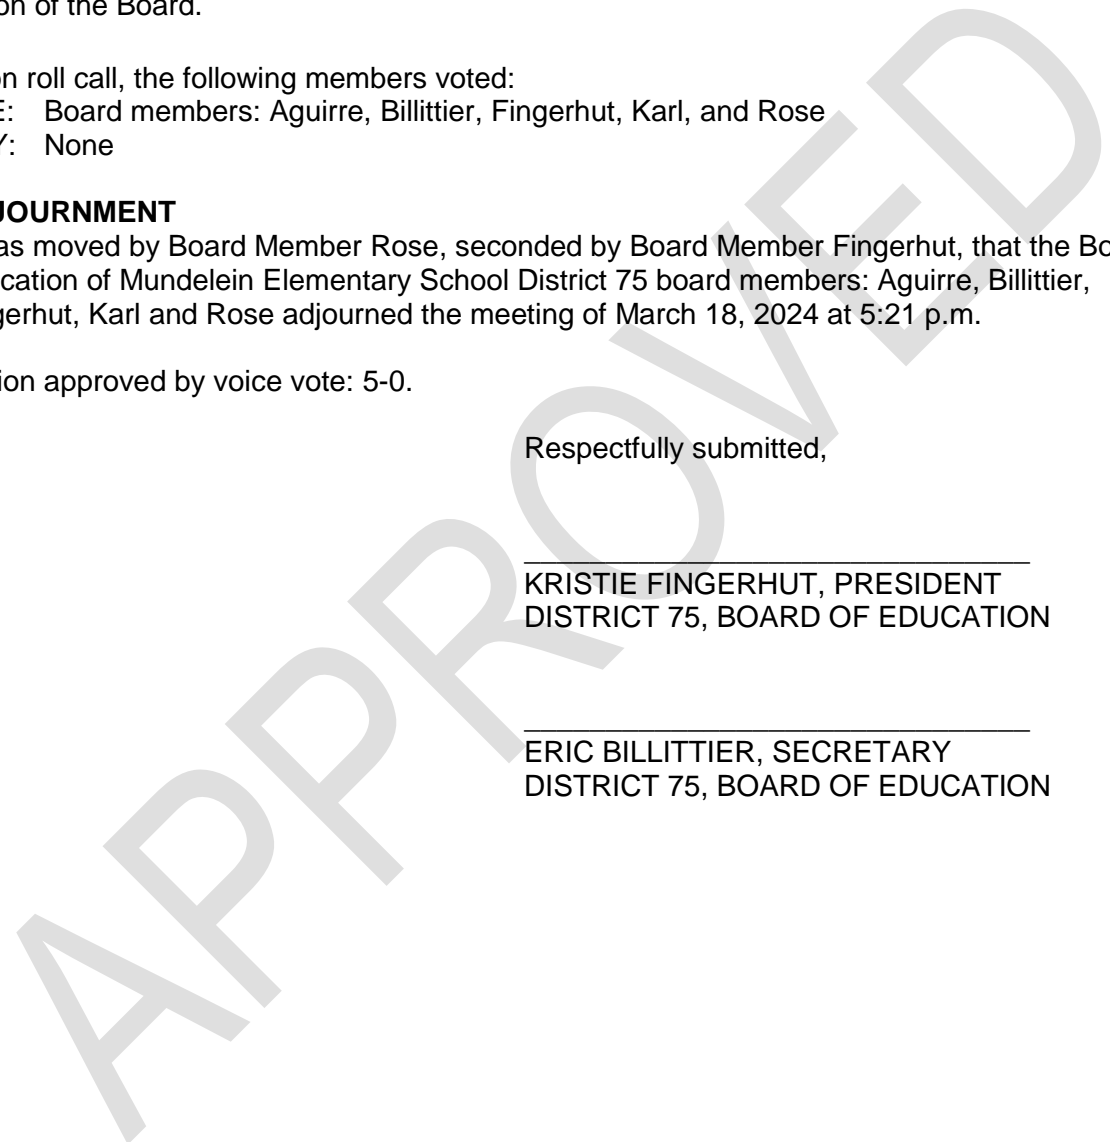 on of the Board.
on roll call, the following members voted:
E: Board members: Aguirre, Billittier, Fingerhut, Karl, and Rose
Y: None
JOURNMENT
as moved by Board Member Rose, seconded by Board Member Fingerhut, that the Bo
cation of Mundelein Elementary School District 75 board members: Aguirre, Billittier,
gerhut, Karl and Rose adjourned the meeting of March 18, 2024 at 5:21 p.m.
ion approved by voice vote: 5-0.
Respectfully submitted,
KRISTIE FINGERHUT, PRESIDENT
DISTRICT 75, BOARD OF EDUCATION
ERIC BILLITTIER, SECRETARY
DISTRICT 75, BOARD OF EDUCATION
APPROVED